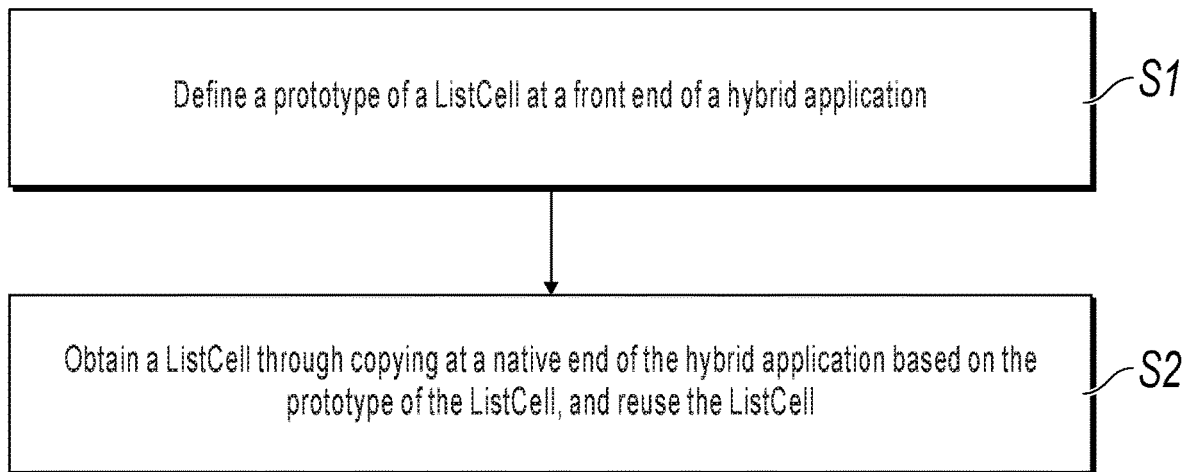 Define a prototype of a ListCell at a front end of a hybrid application
S1
Obtain a ListCell through copying at a native end of the hybrid application based on the
prototype of the ListCell, and reuse the ListCell
S2